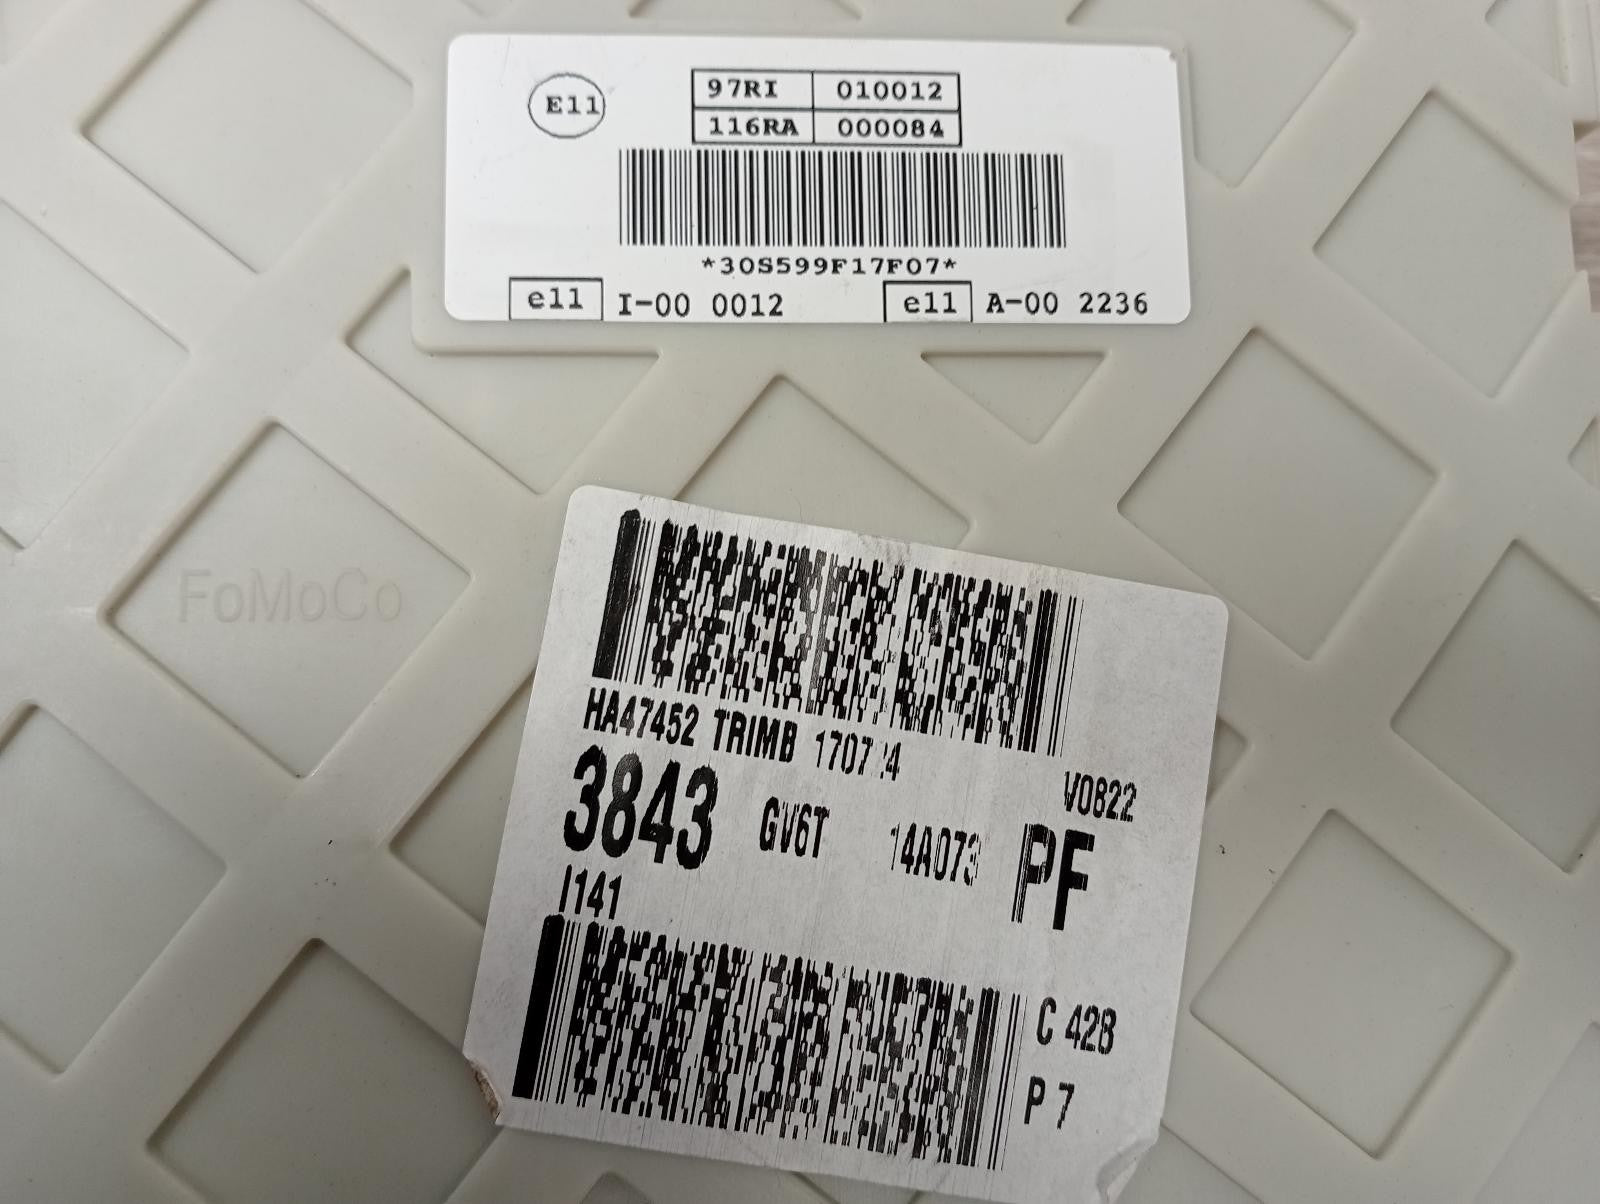 E11
97RI 010012
116RA 000084
*30S599F17F07*
e11 I-00 0012 e11 A-00 2236
FoMoCo
HA47452 TRIMB
V0822
3843 GV6T 14A073 PF
I141
C 428
P 7